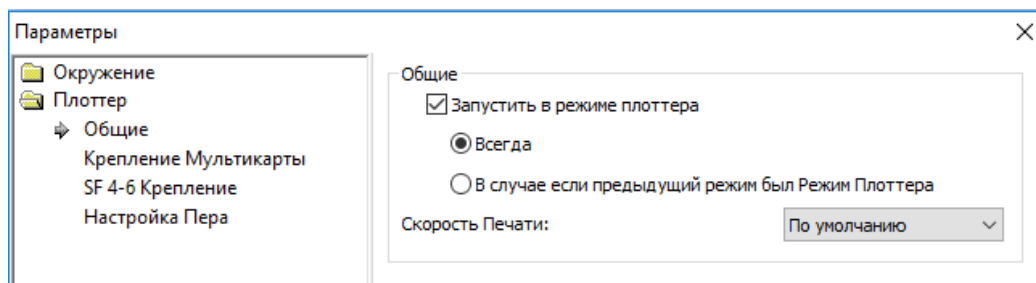 Параметры
Окружение
Плоттер
Общие
Крепление Мультикарты
SF 4-6 Крепление
Настройка Пера
Общие
Запустить в режиме плоттера
Всегда
В случае если предыдущий режим был Режим Плоттера
Скорость Печати: По умолчанию